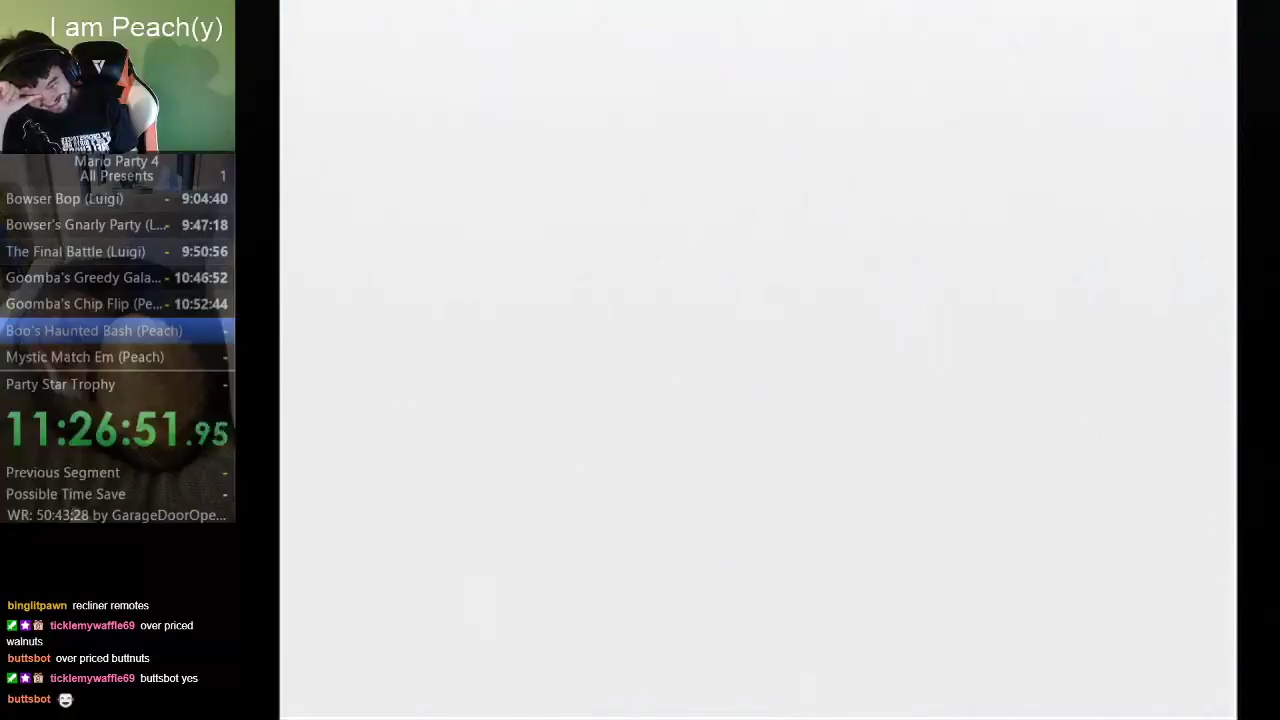 I am Peach(y)
Mario Party 4
All Presents 1
Bowser Bop (Luigi) - 9:04:40
Bowser's Gnarly Party (L... - 9:47:18
The Final Battle (Luigi) - 9:50:56
Goomba's Greedy Gala... - 10:46:52
Goomba's Chip Flip (Pe... - 10:52:44
Boo's Haunted Bash (Peach) -
Mystic Match Em (Peach) -
Party Star Trophy -
11:26:51.95
Previous Segment -
Possible Time Save -
WR: 50:43:28 by GarageDoorOpe...
binglitpawn recliner remotes
ticklemywaffle69 over priced
walnuts
buttsbot over priced buttnuts
ticklemywaffle69 buttsbot yes
buttsbot